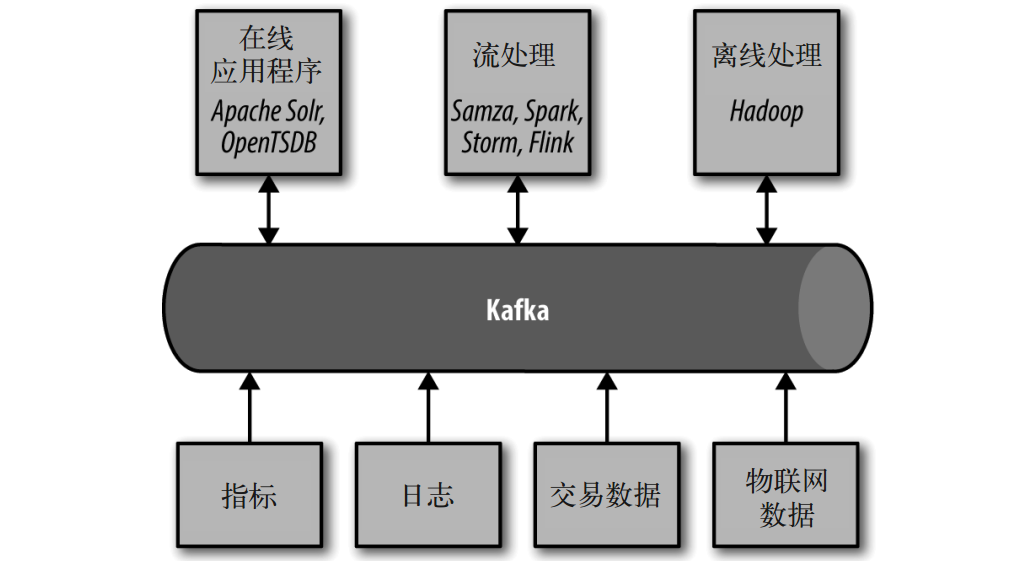 在线
应用程序
Apache Solr,
OpenTSDB
流处理
Samza, Spark,
Storm, Flink
离线处理
Hadoop
Kafka
指标
日志
交易数据
物联网
数据